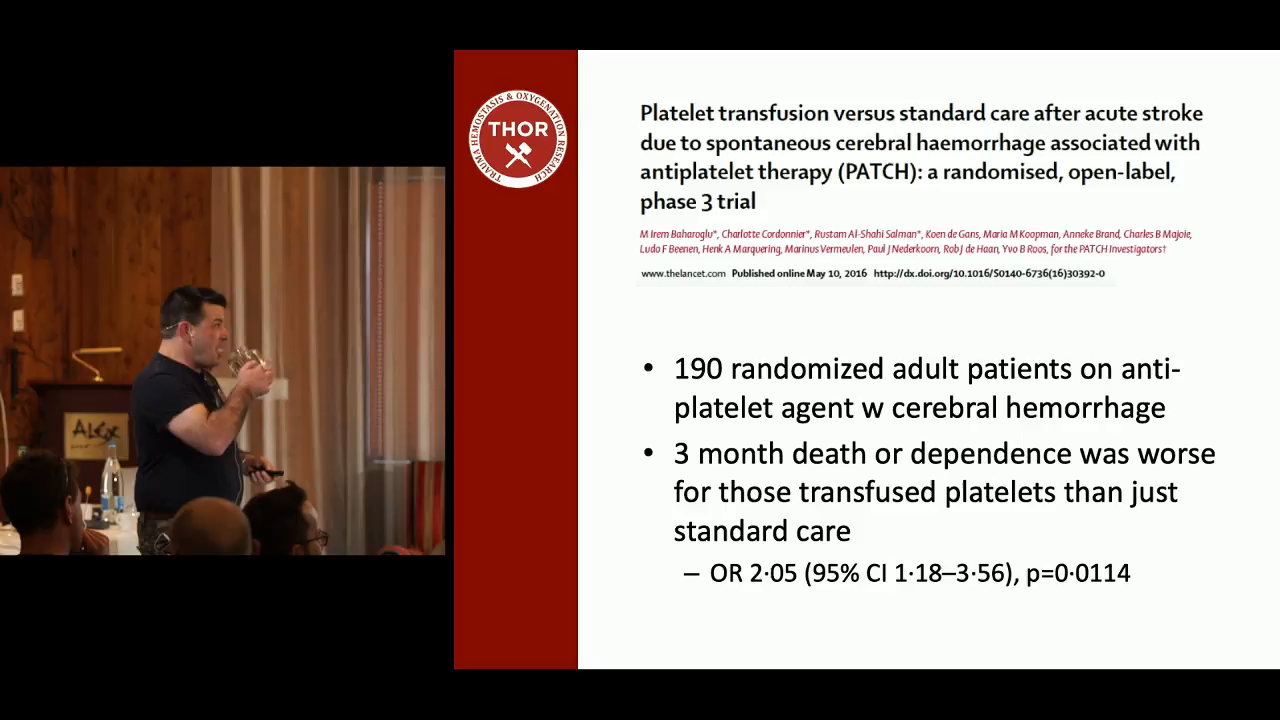 TRAUMA HEMOSTASIS & OXYGENATION RESEARCH
THOR
Platelet transfusion versus standard care after acute stroke
due to spontaneous cerebral haemorrhage associated with
antiplatelet therapy (PATCH): a randomised, open-label,
phase 3 trial
M Irem Baharoglu*, Charlotte Cordonnier*, Rustam Al-Shahi Salman*, Koen de Gans, Maria M Koopman, Anneke Brand, Charles B Majoie,
Ludo F Beenen, Henk A Marquering, Marinus Vermeulen, Paul J Nederkoorn, Rob J de Haan, Yvo B Roos, for the PATCH Investigators†
www.thelancet.com Published online May 10, 2016 http://dx.doi.org/10.1016/S0140-6736(16)30392-0
• 190 randomized adult patients on anti-
platelet agent w cerebral hemorrhage
• 3 month death or dependence was worse
for those transfused platelets than just
standard care
– OR 2·05 (95% CI 1·18–3·56), p=0·0114
Alex